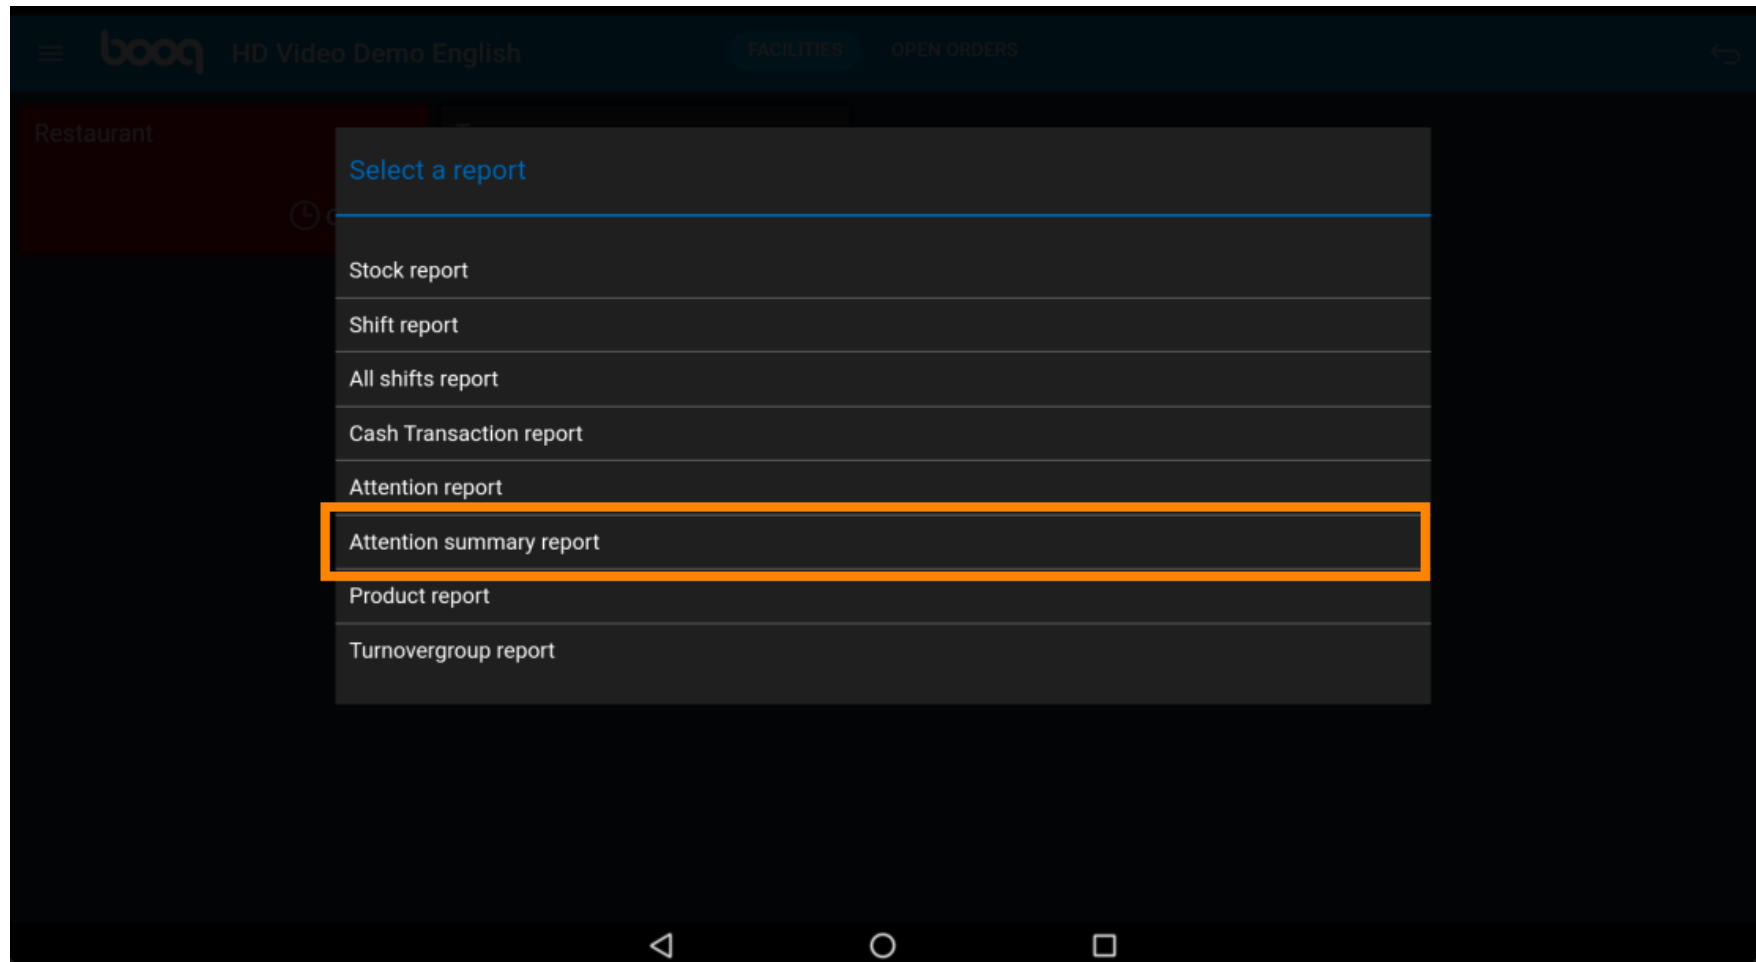 booq HD Video Demo English FACILITIES OPEN ORDERS
Restaurant
Select a report
Stock report
Shift report
All shifts report
Cash Transaction report
Attention report
Attention summary report
Product report
Turnovergroup report